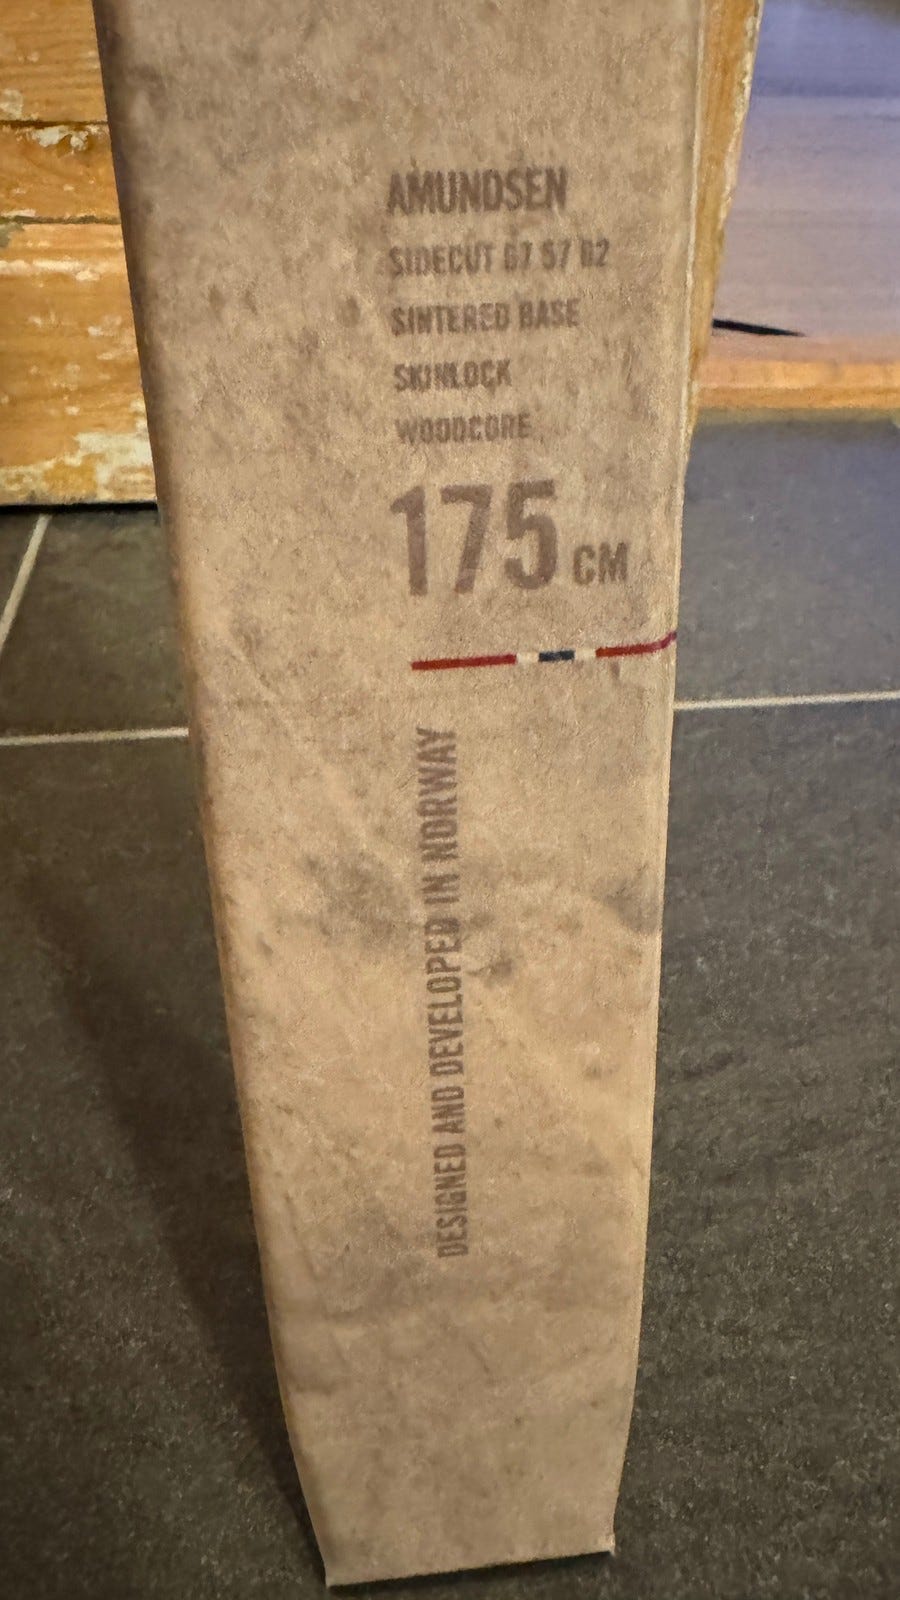 AMUNDSEN
SIDECUT 67 57 62
SINTERED BASE
SKINLOCK
WOODCORE
175 CM
DESIGNED AND DEVELOPED IN NORWAY